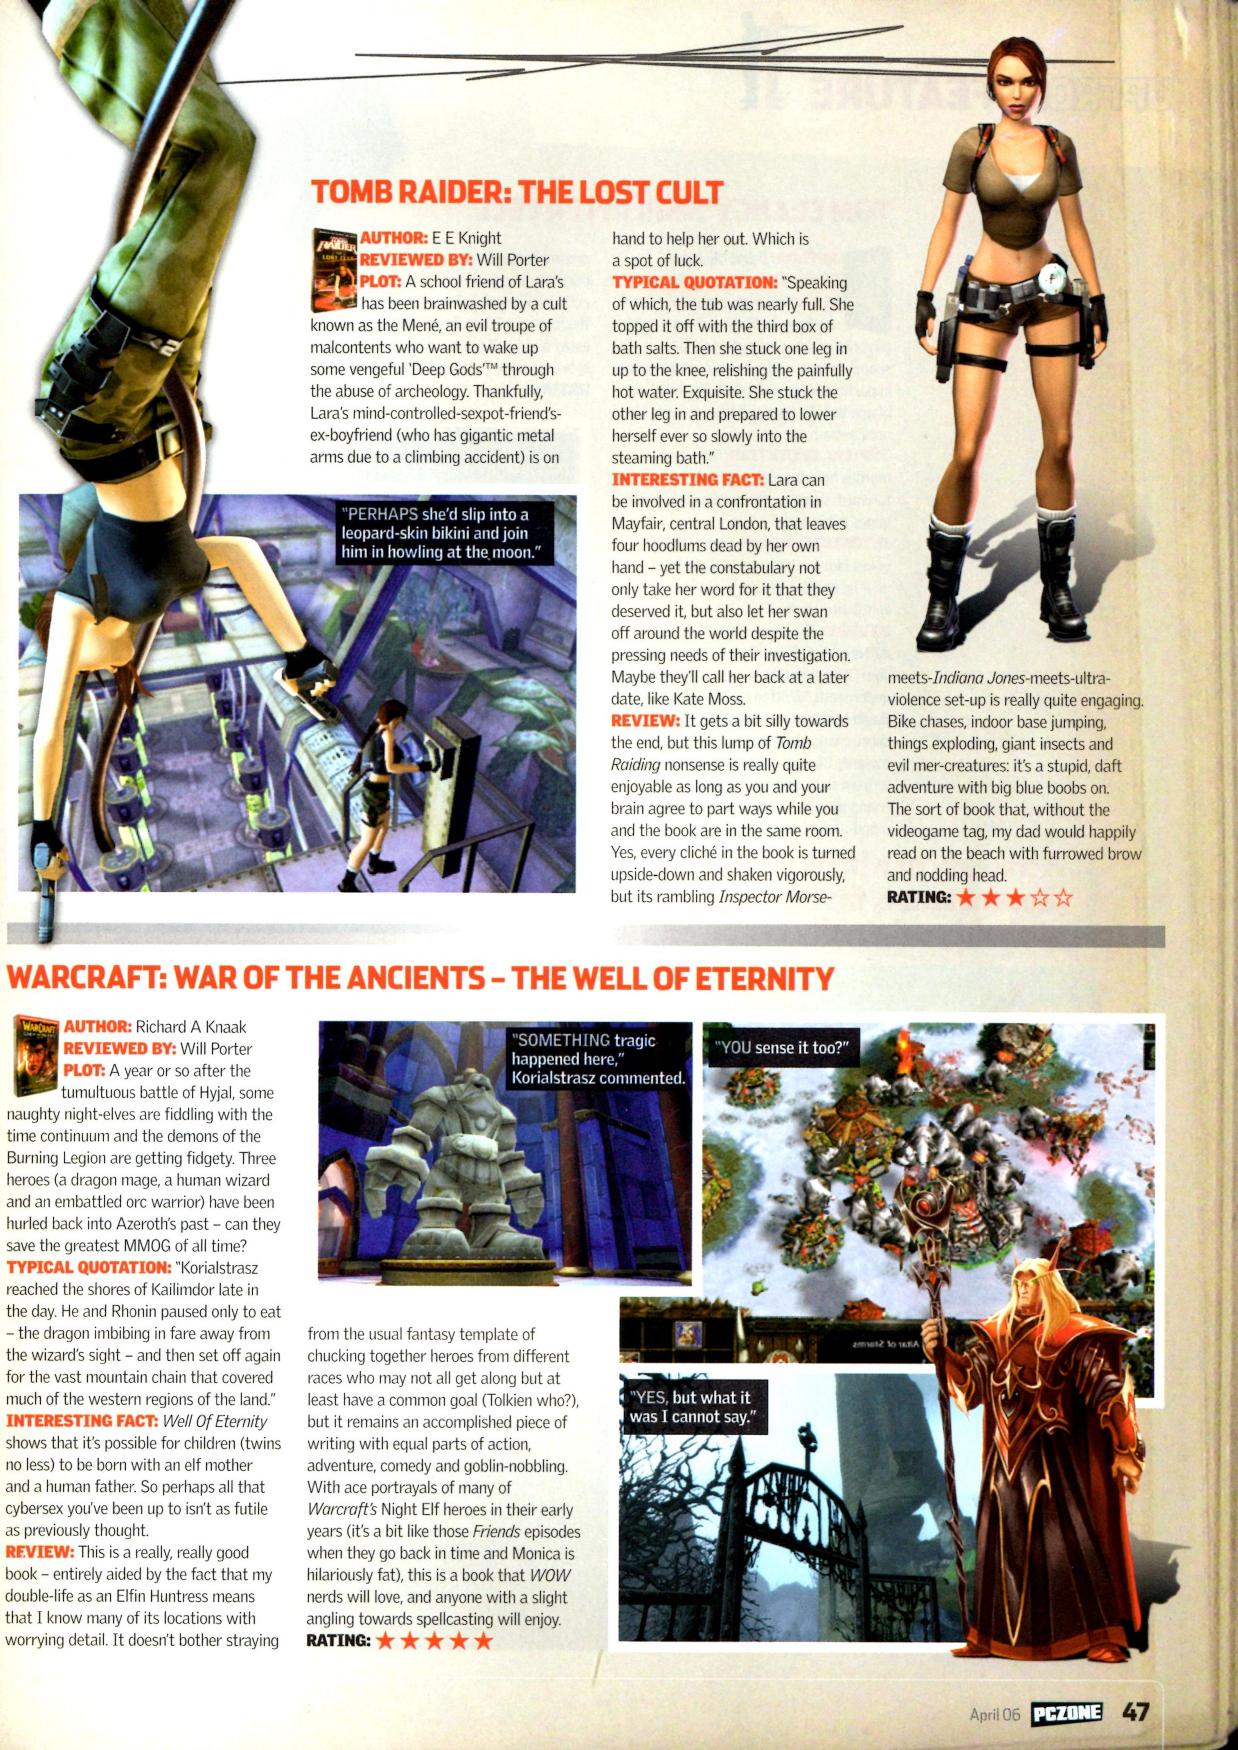 TOMB RAIDER: THE LOST CULT
AUTHOR: E E Knight
REVIEWED BY: Will Porter
PLOT: A school friend of Lara's
has been brainwashed by a cult
known as the Mené, an evil troupe of
malcontents who want to wake up
some vengeful 'Deep Gods'™ through
the abuse of archeology. Thankfully,
Lara's mind-controlled-sexpot-friend's-
ex-boyfriend (who has gigantic metal
arms due to a climbing accident) is on
hand to help her out. Which is
a spot of luck.
TYPICAL QUOTATION: "Speaking
of which, the tub was nearly full. She
topped it off with the third box of
bath salts. Then she stuck one leg in
up to the knee, relishing the painfully
hot water. Exquisite. She stuck the
other leg in and prepared to lower
herself ever so slowly into the
steaming bath."
INTERESTING FACT: Lara can
be involved in a confrontation in
Mayfair, central London, that leaves
four hoodlums dead by her own
hand – yet the constabulary not
only take her word for it that they
deserved it, but also let her swan
off around the world despite the
pressing needs of their investigation.
Maybe they'll call her back at a later
date, like Kate Moss.
REVIEW: It gets a bit silly towards
the end, but this lump of Tomb
Raiding nonsense is really quite
enjoyable as long as you and your
brain agree to part ways while you
and the book are in the same room.
Yes, every cliché in the book is turned
upside-down and shaken vigorously,
but its rambling Inspector Morse-
meets-Indiana Jones-meets-ultra-
violence set-up is really quite engaging.
Bike chases, indoor base jumping,
things exploding, giant insects and
evil mer-creatures: it's a stupid, daft
adventure with big blue boobs on.
The sort of book that, without the
videogame tag, my dad would happily
read on the beach with furrowed brow
and nodding head.
RATING: ★ ★ ★ ☆ ☆
"PERHAPS she'd slip into a
leopard-skin bikini and join
him in howling at the moon."
WARCRAFT: WAR OF THE ANCIENTS – THE WELL OF ETERNITY
AUTHOR: Richard A Knaak
REVIEWED BY: Will Porter
PLOT: A year or so after the
tumultuous battle of Hyjal, some
naughty night-elves are fiddling with the
time continuum and the demons of the
Burning Legion are getting fidgety. Three
heroes (a dragon mage, a human wizard
and an embattled orc warrior) have been
hurled back into Azeroth's past – can they
save the greatest MMOG of all time?
TYPICAL QUOTATION: "Korialstrasz
reached the shores of Kailimdor late in
the day. He and Rhonin paused only to eat
– the dragon imbibing in fare away from
the wizard's sight – and then set off again
for the vast mountain chain that covered
much of the western regions of the land."
INTERESTING FACT: Well Of Eternity
shows that it's possible for children (twins
no less) to be born with an elf mother
and a human father. So perhaps all that
cybersex you've been up to isn't as futile
as previously thought.
REVIEW: This is a really, really good
book – entirely aided by the fact that my
double-life as an Elfin Huntress means
that I know many of its locations with
worrying detail. It doesn't bother straying
from the usual fantasy template of
chucking together heroes from different
races who may not all get along but at
least have a common goal (Tolkien who?),
but it remains an accomplished piece of
writing with equal parts of action,
adventure, comedy and goblin-nobbling.
With ace portrayals of many of
Warcraft's Night Elf heroes in their early
years (it's a bit like those Friends episodes
when they go back in time and Monica is
hilariously fat), this is a book that WOW
nerds will love, and anyone with a slight
angling towards spellcasting will enjoy.
RATING: ★ ★ ★ ★ ★
"SOMETHING tragic
happened here,"
Korialstrasz commented.
"YOU sense it too?"
Altar of Storms
"YES, but what it
was I cannot say."
April 06 PCZONE 47